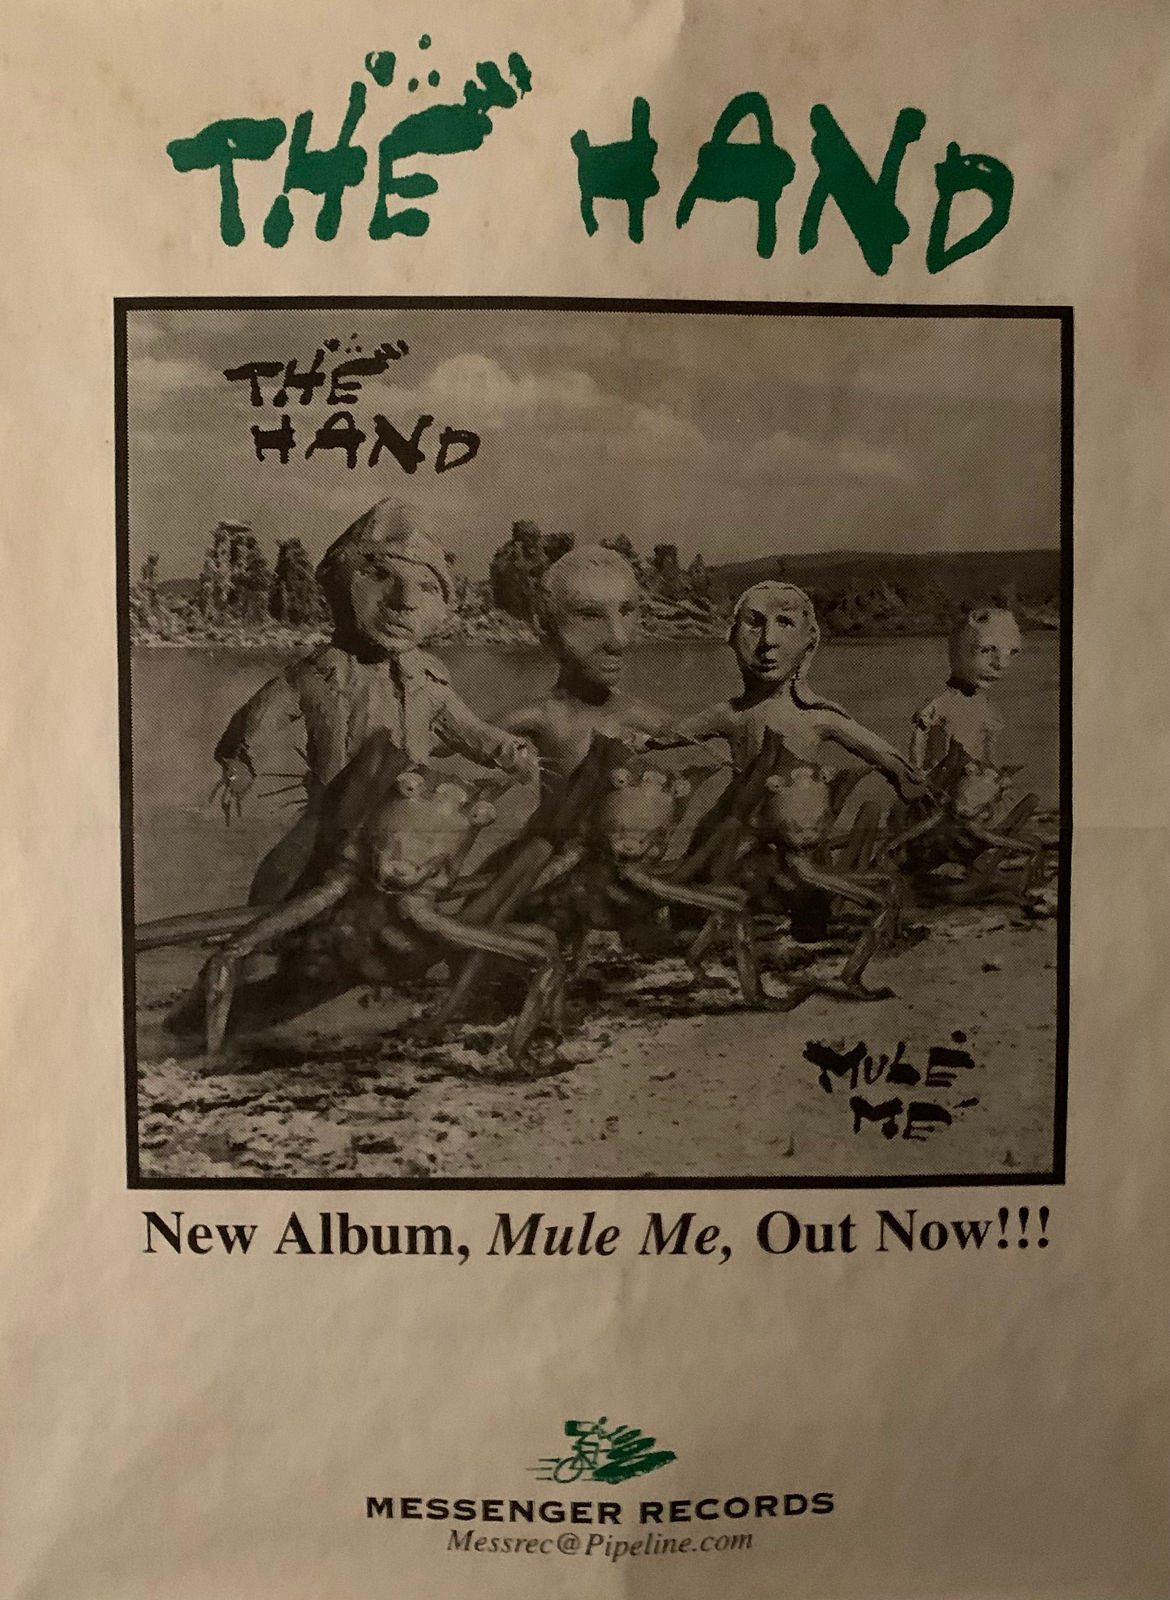 THE HAND
THE
HAND
MULE
ME
New Album, Mule Me, Out Now!!!
MESSENGER RECORDS
Messrec@Pipeline.com